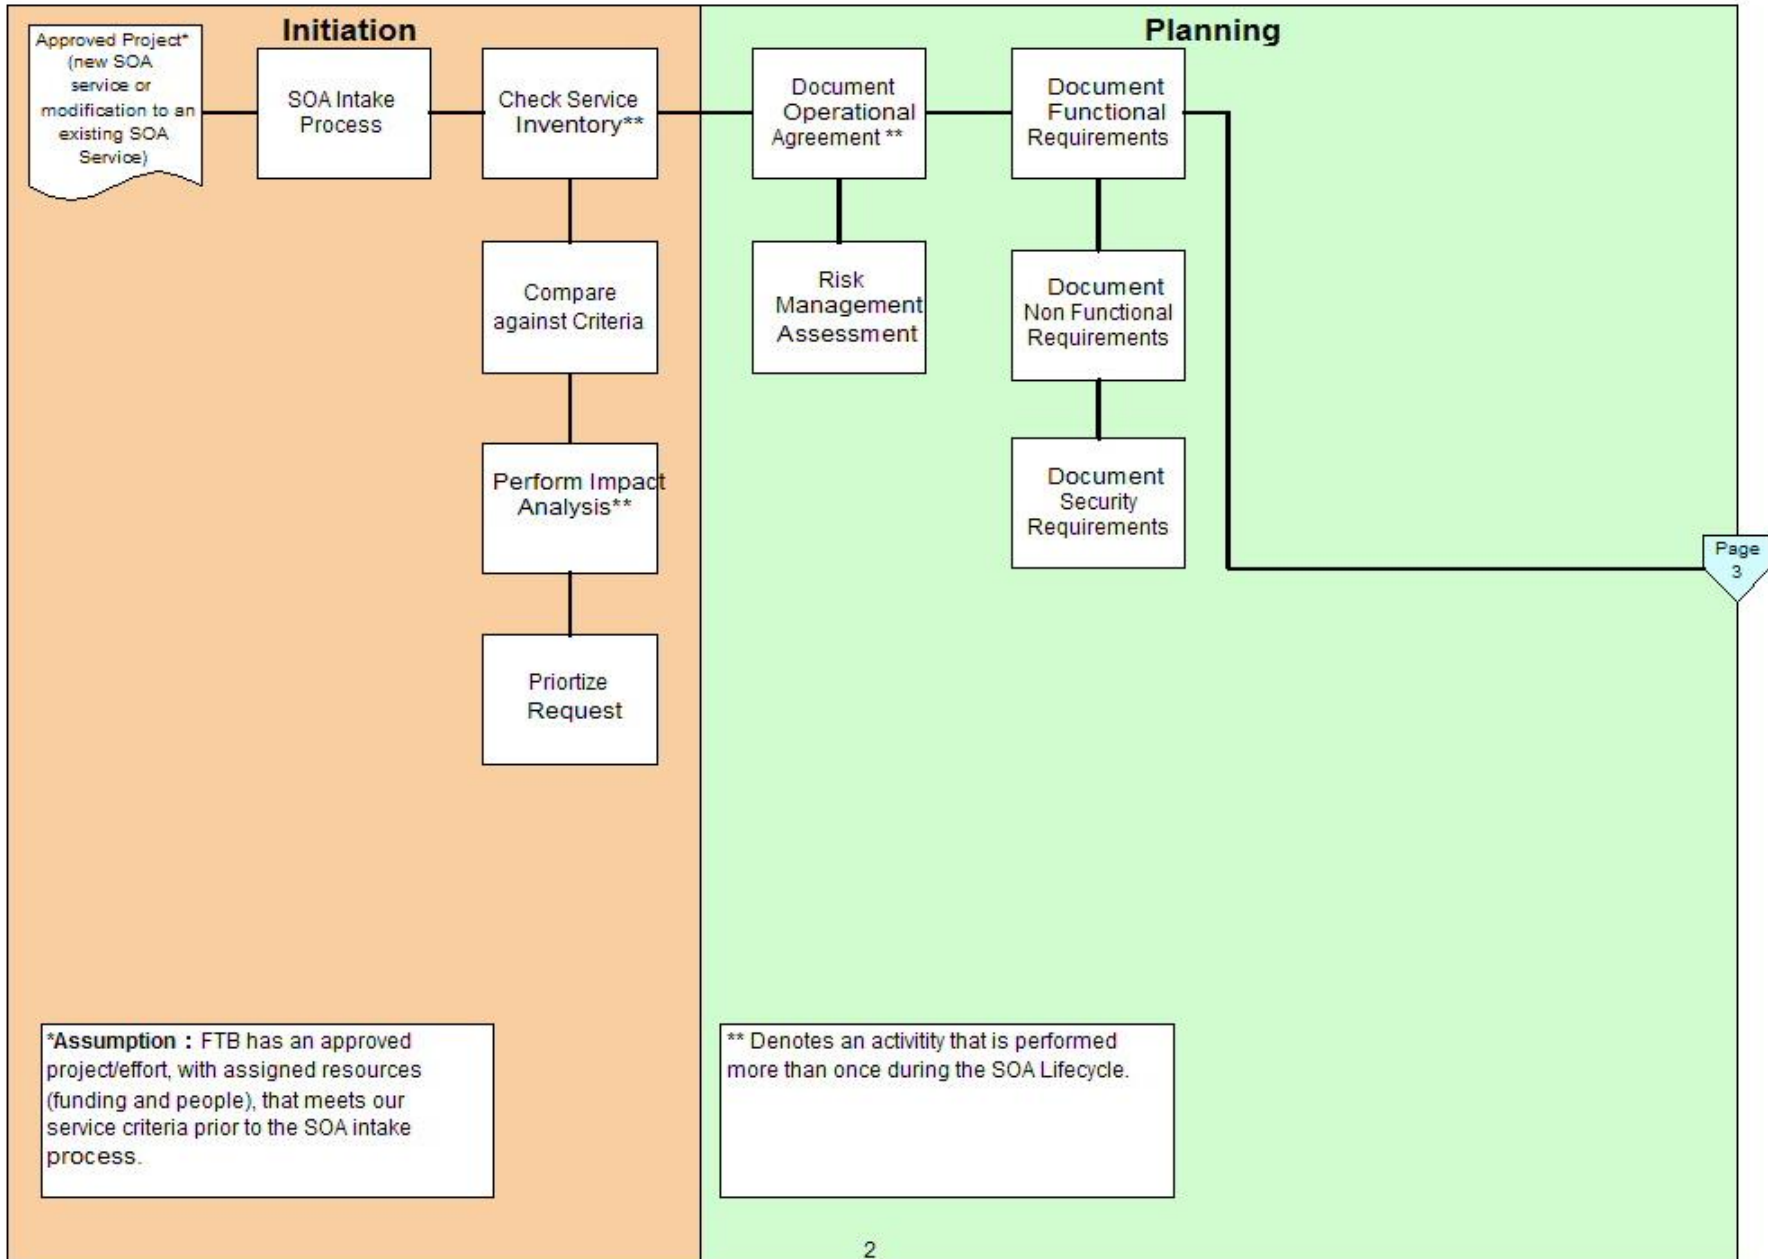 Initiation
Approved Project*
(new SOA
service or
modification to an
existing SOA
Service)
SOA Intake
Process
Check Service
Inventory**
Compare
against Criteria
Perform Impact
Analysis**
Priortize
Request
*Assumption : FTB has an approved
project/effort, with assigned resources
(funding and people), that meets our
service criteria prior to the SOA intake
process.
Planning
Document
Operational
Agreement **
Risk
Management
Assessment
Document
Functional
Requirements
Document
Non Functional
Requirements
Document
Security
Requirements
Page
3
** Denotes an activitity that is performed
more than once during the SOA Lifecycle.
2